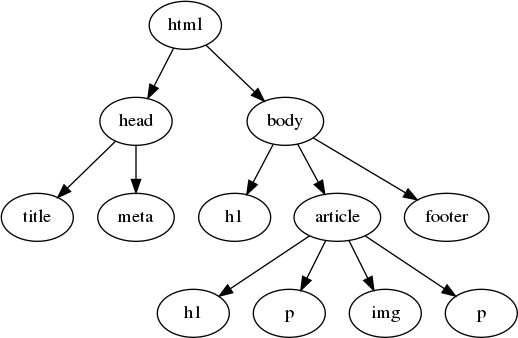 html
head
body
title
meta
h1
article
footer
h1
p
img
p